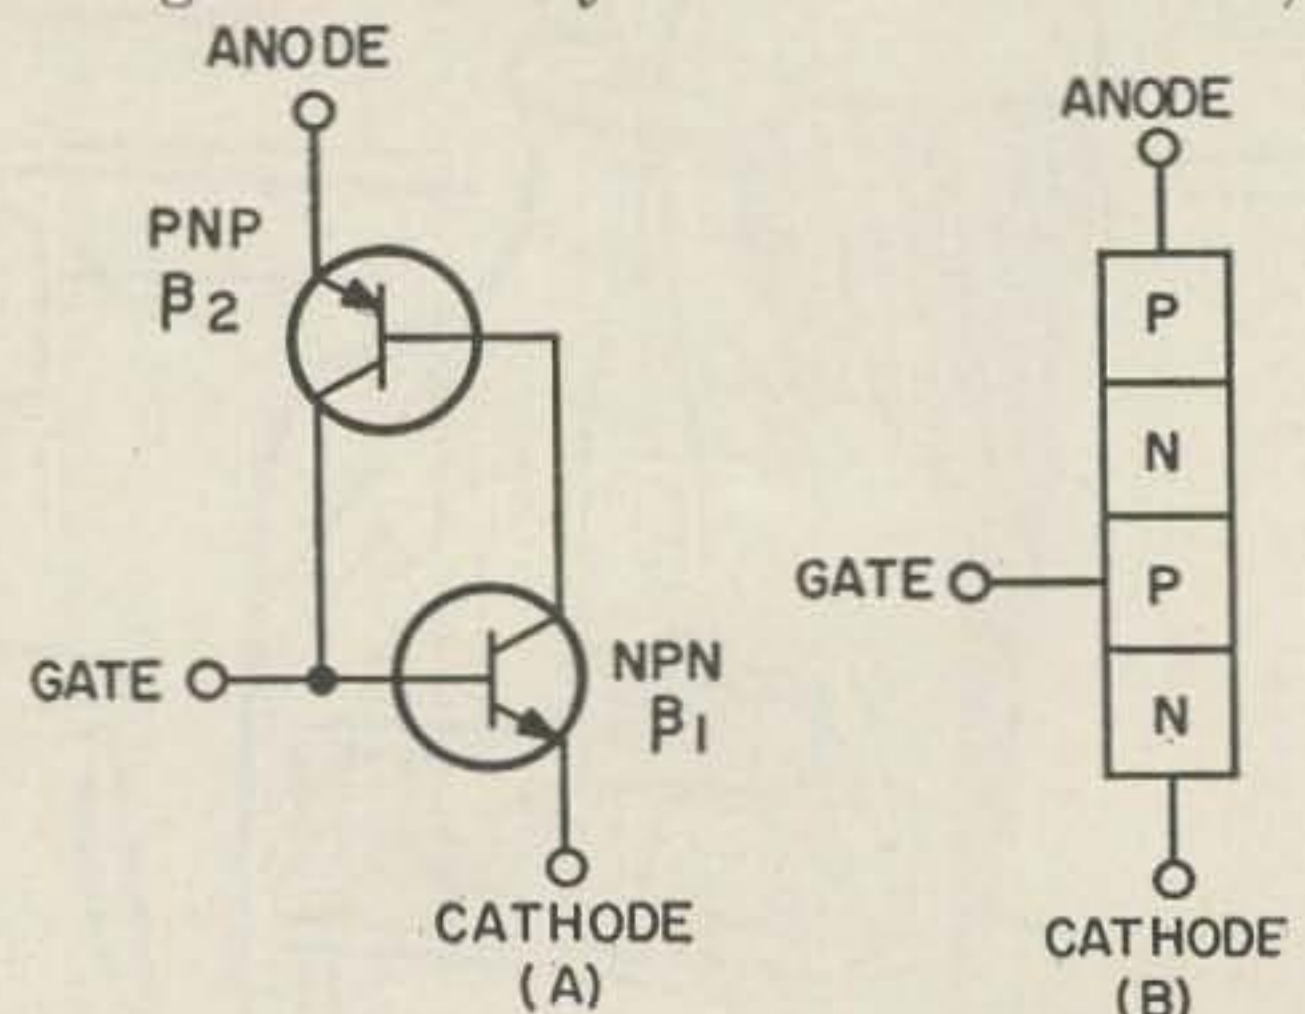 ANODE
PNP
β2
GATE
NPN
β1
CATHODE
(A)
ANODE
P
N
GATE
P
N
CATHODE
(B)